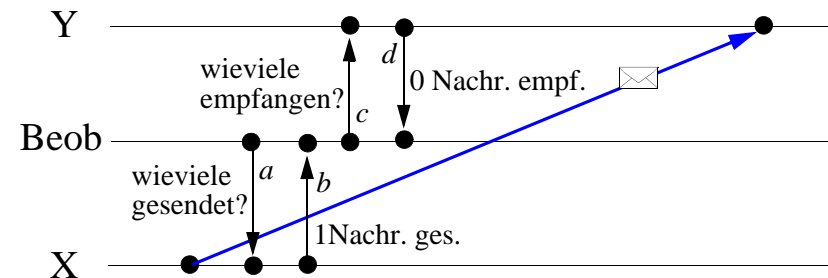 Y
d
wieviele
empfangen?
0 Nachr. empf.
c
Beob
wieviele
gesendet?
a
b
1Nachr. ges.
X